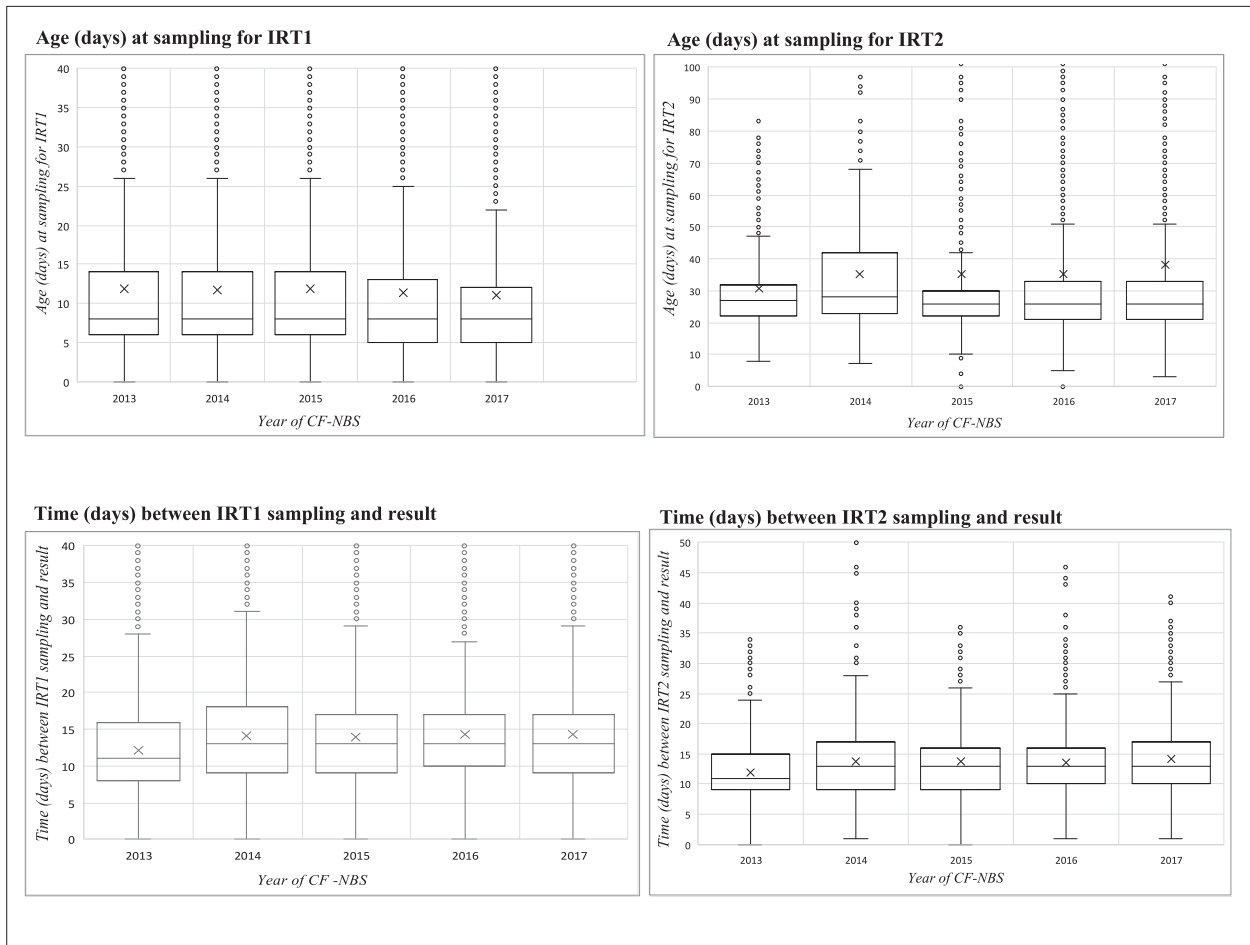 Age (days) at sampling for IRT1
Age (days) at sampling for IRT1
40
35
30
25
20
15
10
5
0
2013 2014 2015 2016 2017
Year of CF-NBS
Age (days) at sampling for IRT2
Age (days) at sampling for IRT2
100
90
80
70
60
50
40
30
20
10
0
2013 2014 2015 2016 2017
Year of CF-NBS
Time (days) between IRT1 sampling and result
Time (days) between IRT1 sampling and result
40
35
30
25
20
15
10
5
0
2013 2014 2015 2016 2017
Year of CF -NBS
Time (days) between IRT2 sampling and result
Time (days) between IRT2 sampling and result
50
45
40
35
30
25
20
15
10
5
0
2013 2014 2015 2016 2017
Year of CF-NBS